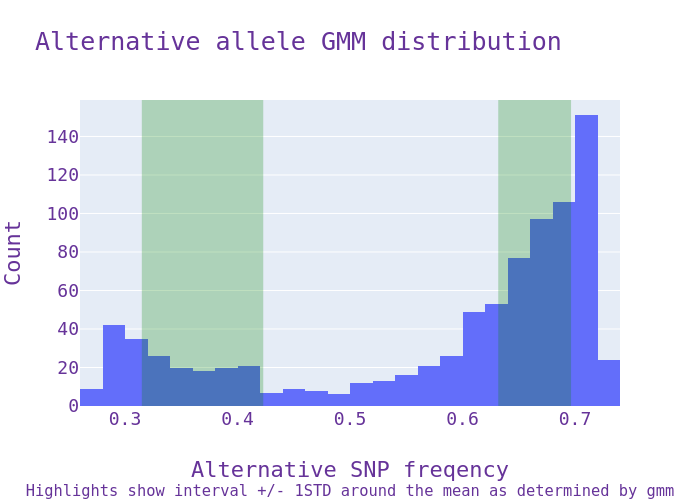 Alternative allele GMM distribution
140
120
100
80
60
40
20
0
Count
0.3 0.4 0.5 0.6 0.7
Alternative SNP freqency
Highlights show interval +/- 1STD around the mean as determined by gmm